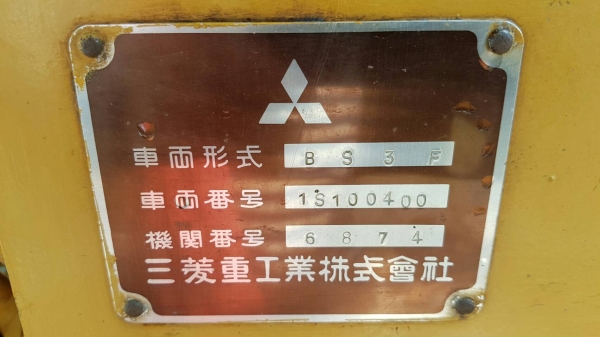 車両形式 BS3F
車両番号 1S100400
機関番号 6874
三菱重工業株式會社